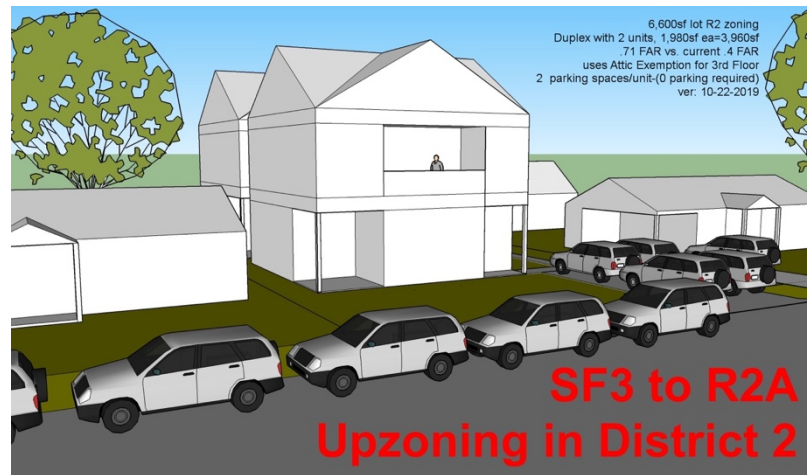 6,600sf lot R2 zoning
Duplex with 2 units, 1,980sf ea=3,960sf
.71 FAR vs. current .4 FAR
uses Attic Exemption for 3rd Floor
2 parking spaces/unit-(0 parking required)
ver: 10-22-2019
SF3 to R2A
Upzoning in District 2